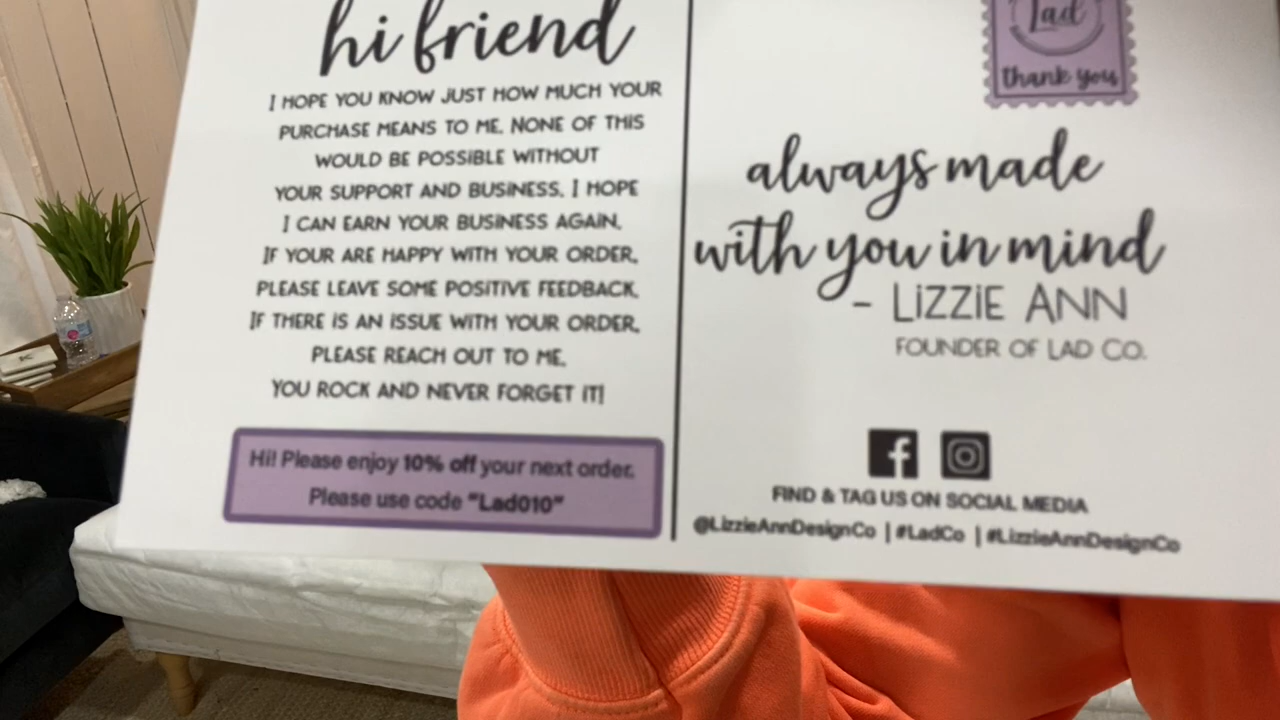 hi friend
I HOPE YOU KNOW JUST HOW MUCH YOUR
PURCHASE MEANS TO ME. NONE OF THIS
WOULD BE POSSIBLE WITHOUT
YOUR SUPPORT AND BUSINESS. I HOPE
I CAN EARN YOUR BUSINESS AGAIN.
IF YOUR ARE HAPPY WITH YOUR ORDER,
PLEASE LEAVE SOME POSITIVE FEEDBACK.
IF THERE IS AN ISSUE WITH YOUR ORDER,
PLEASE REACH OUT TO ME.
YOU ROCK AND NEVER FORGET IT!
Hi! Please enjoy 10% off your next order.
Please use code "Lad010"
Lad
thank you
always made
with you in mind
- LIZZIE ANN
FOUNDER OF LAD CO.
FIND & TAG US ON SOCIAL MEDIA
@LizzieAnnDesignCo | #LadCo | #LizzieAnnDesignCo